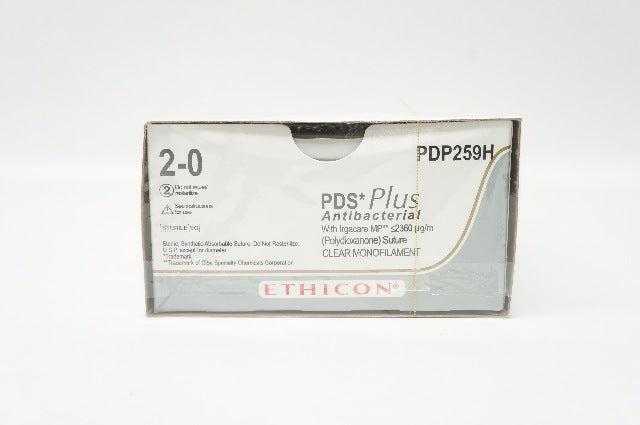 2-0
PDP259H
2 Do not reuse/
resterilize
See instructions
for use
STERILE EO
PDS* Plus
Antibacterial
With Irgacare MP** ≤2360 µg/m
(Polydioxanone) Suture
CLEAR MONOFILAMENT
Sterile, Synthetic Absorbable Suture. Do Not Resterilize.
U.S.P. except for diameter
*Trademark
**Trademark of Ciba Specialty Chemicals Corporation
ETHICON®